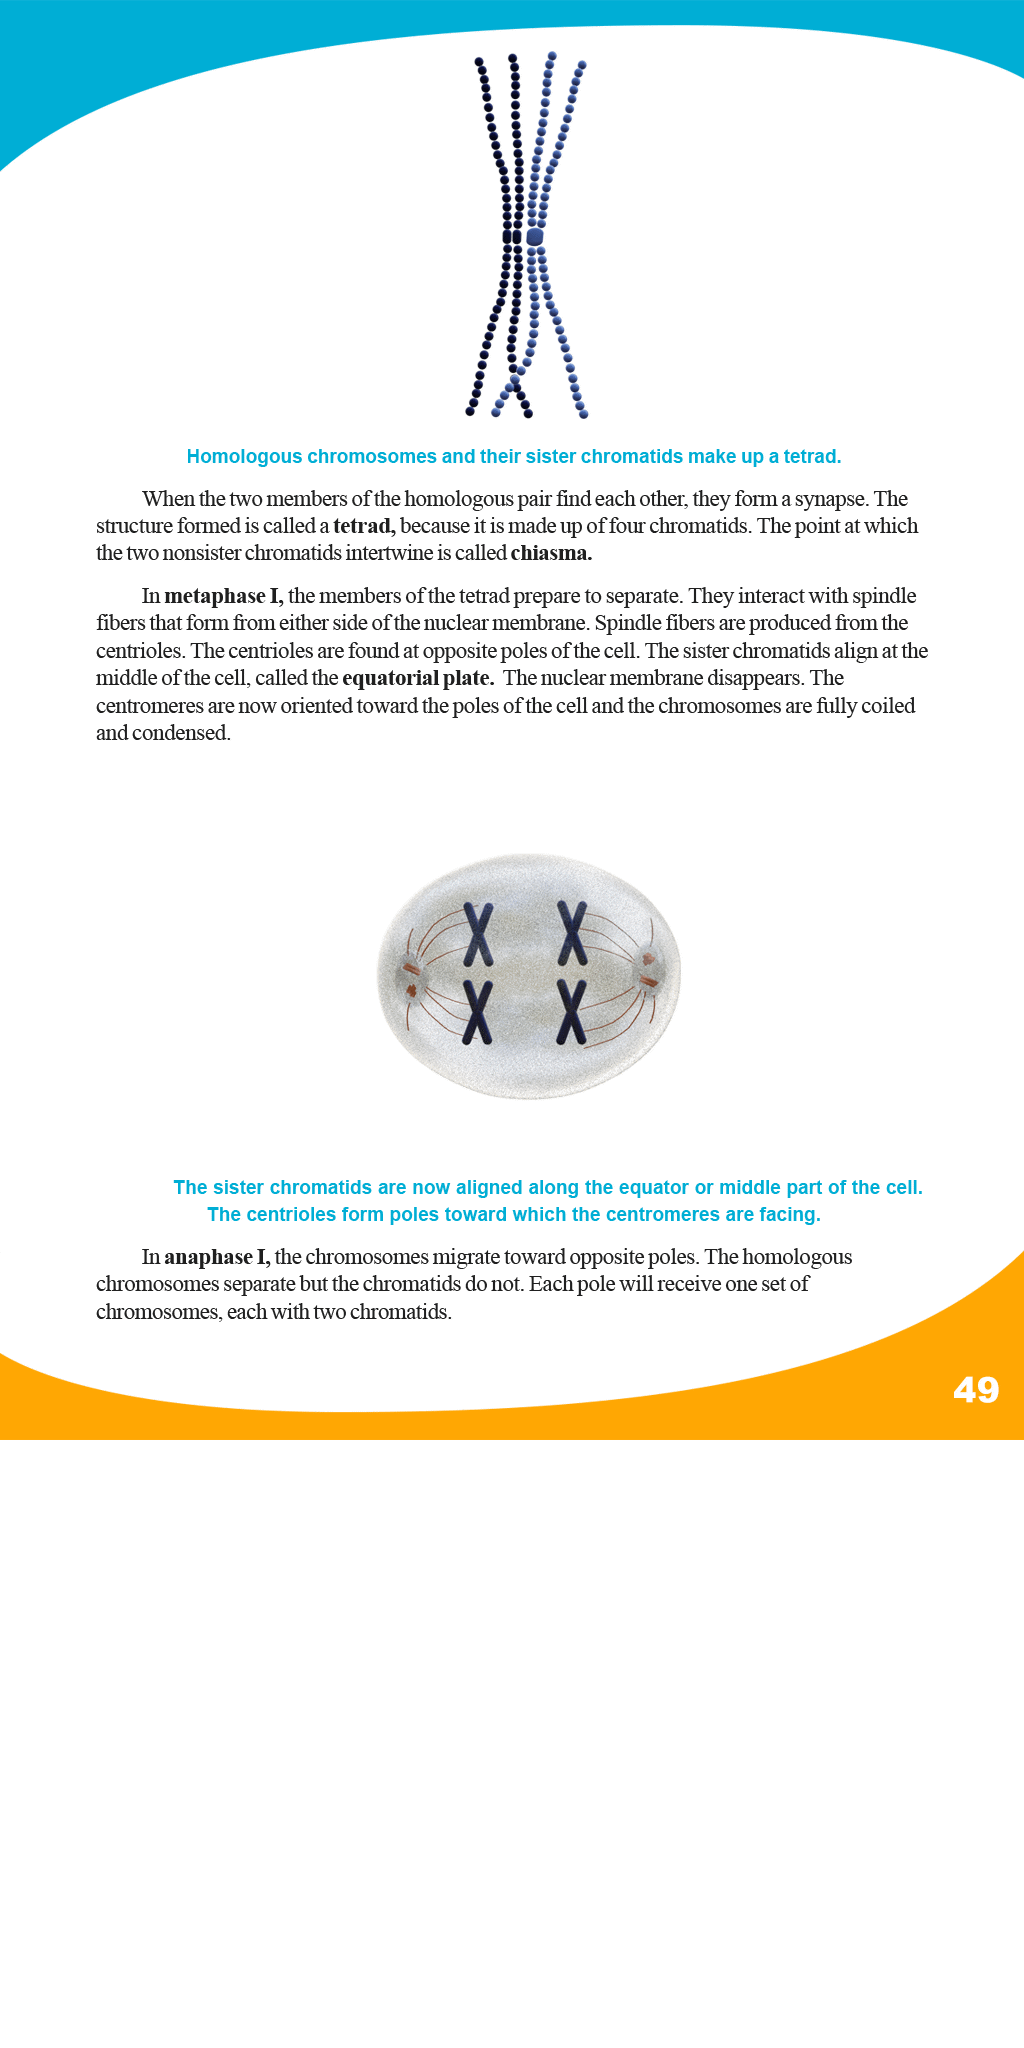 Homologous chromosomes and their sister chromatids make up a tetrad.
When the two members of the homologous pair find each other, they form a synapse. The
structure formed is called a tetrad, because it is made up of four chromatids. The point at which
the two nonsister chromatids intertwine is called chiasma.
In metaphase I, the members of the tetrad prepare to separate. They interact with spindle
fibers that form from either side of the nuclear membrane. Spindle fibers are produced from the
centrioles. The centrioles are found at opposite poles of the cell. The sister chromatids align at the
middle of the cell, called the equatorial plate. The nuclear membrane disappears. The
centromeres are now oriented toward the poles of the cell and the chromosomes are fully coiled
and condensed.
The sister chromatids are now aligned along the equator or middle part of the cell.
The centrioles form poles toward which the centromeres are facing.
In anaphase I, the chromosomes migrate toward opposite poles. The homologous
chromosomes separate but the chromatids do not. Each pole will receive one set of
chromosomes, each with two chromatids.
49